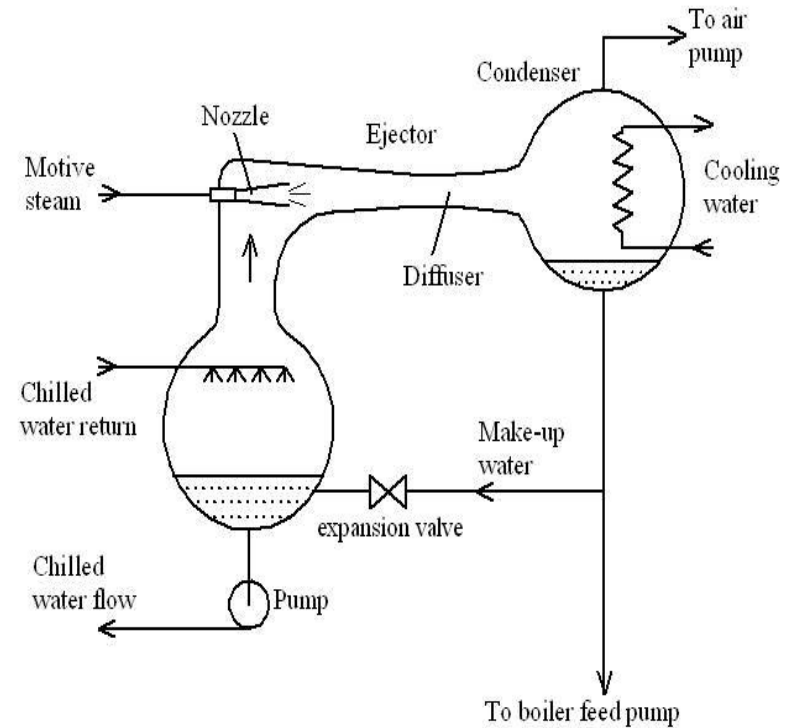 To air
pump
Condenser
Nozzle
Ejector
Motive
steam
Cooling
water
Diffuser
Chilled
water return
Make-up
water
expansion valve
Chilled
water flow
Pump
To boiler feed pump